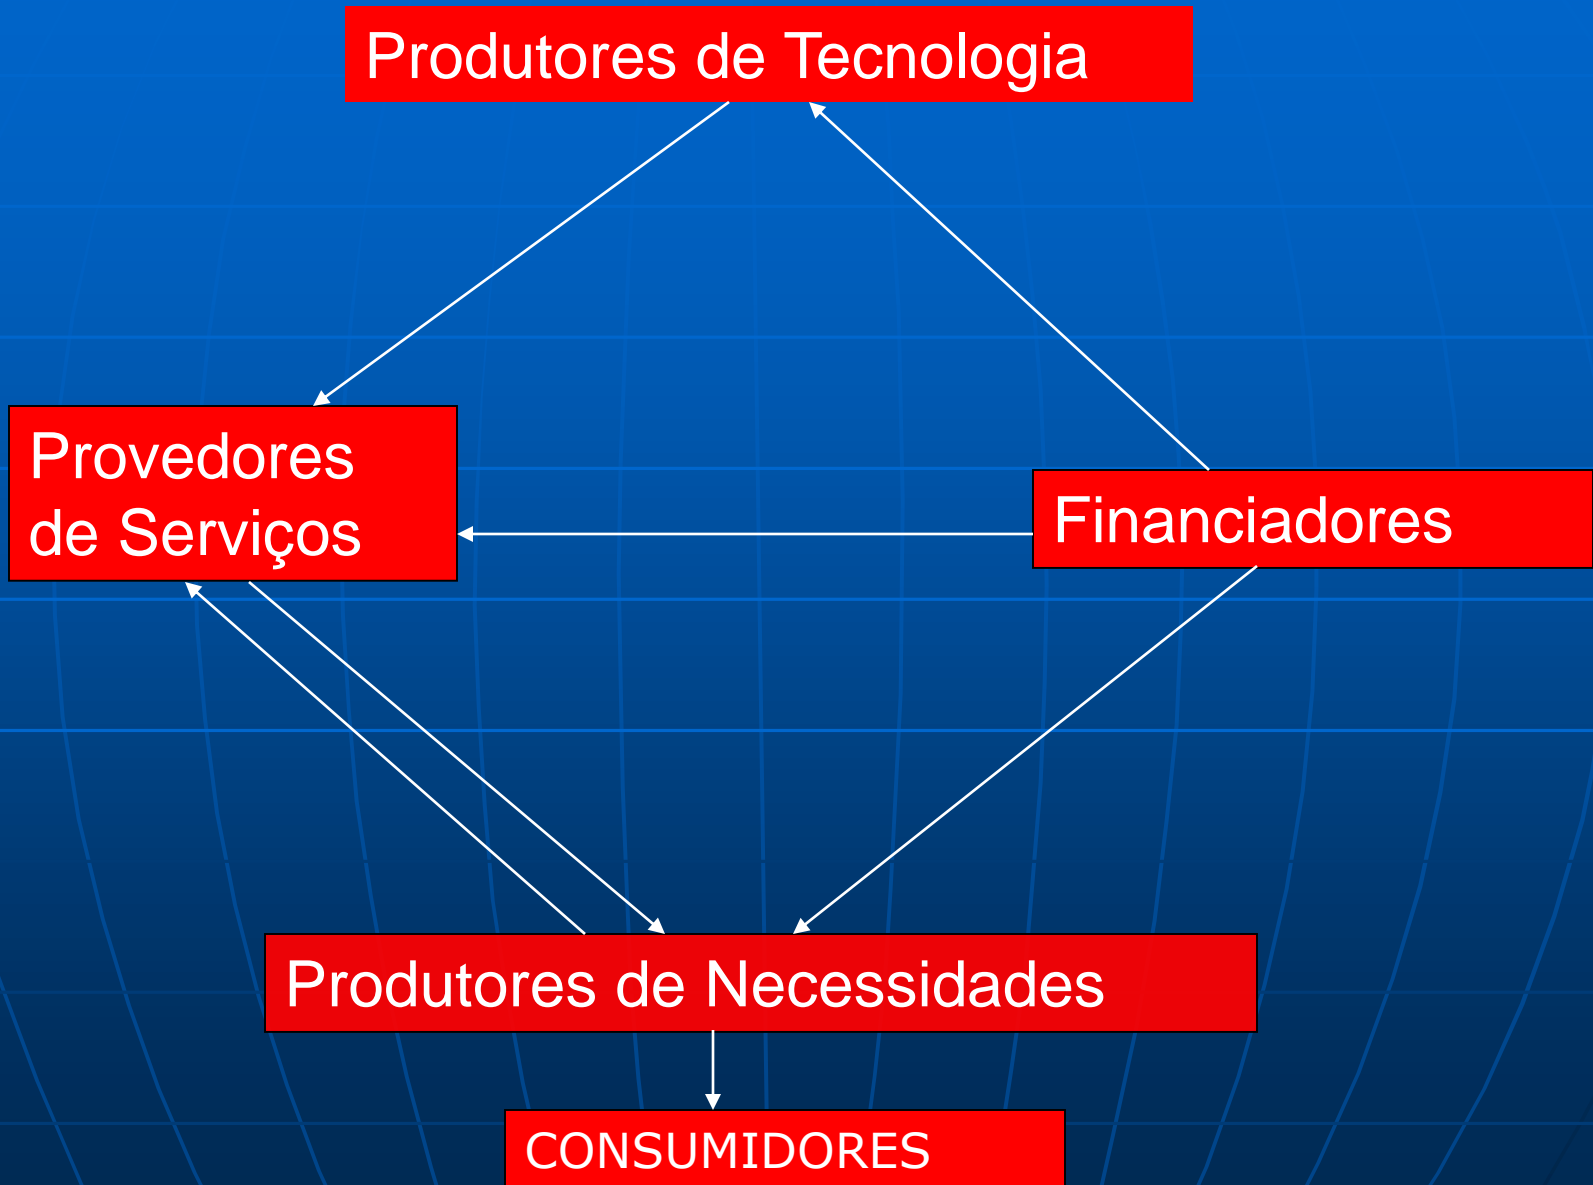 Produtores de Tecnologia
Provedores
de Serviços
Financiadores
Produtores de Necessidades
CONSUMIDORES